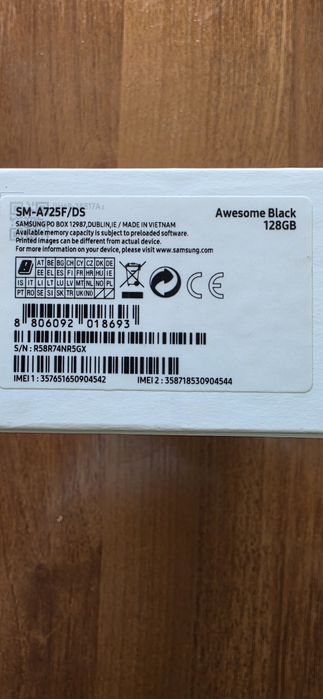 SM-A725F/DS
Awesome Black
128GB
SAMSUNG PO BOX 12987,DUBLIN,IE / MADE IN VIETNAM
Available memory capacity is subject to preloaded software.
Printed images can be different from actual images.
For more information on your device, please visit www.samsung.com
AT BE BG CH CY CZ DK DE
EE EL ES FI FR HR HU IE
IS IT LI LT LU LV MT NL NO PL
PT RO SE SI SK TR UK(NI)
CE
8 806092 018693
S/N : R58R74NR5GX
IMEI 1 : 357651650904542
IMEI 2 : 358718530904544